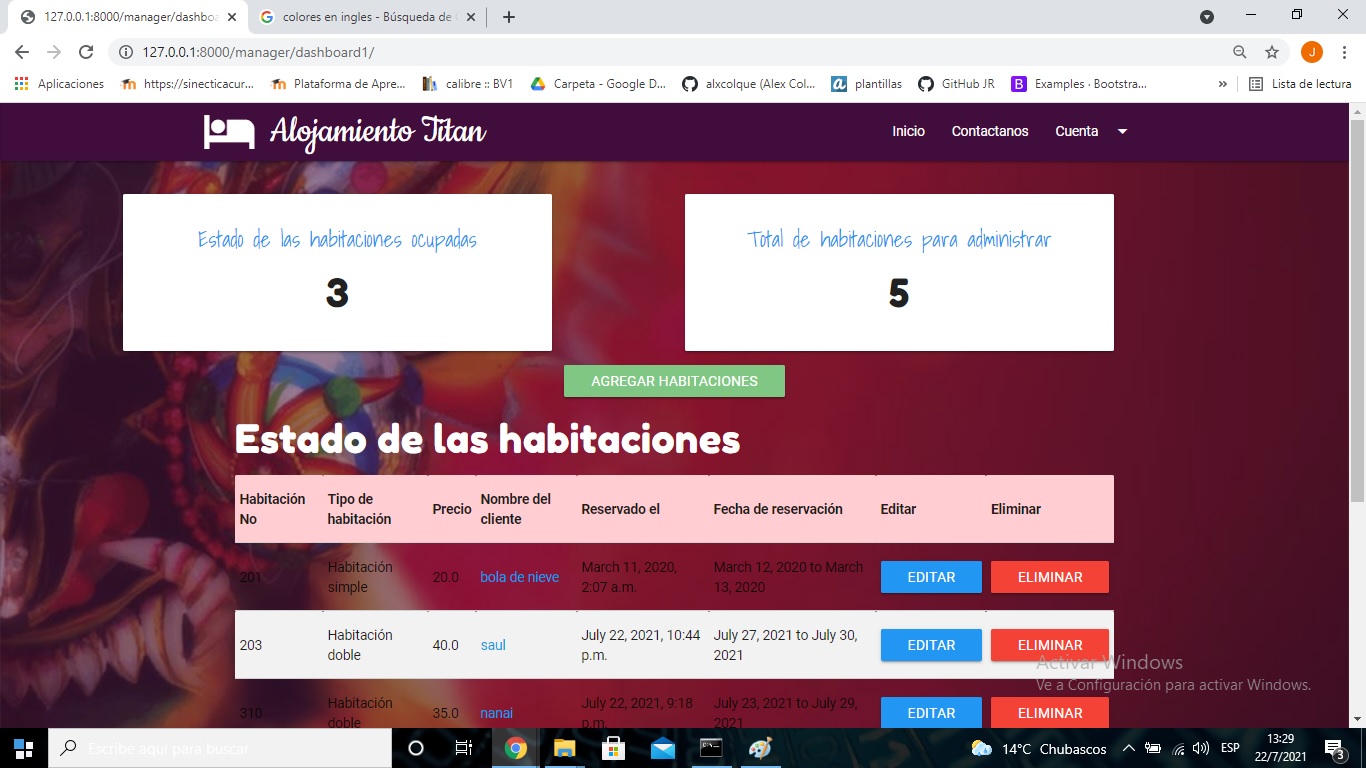 127.0.0.1:8000/manager/dashboa
colores en ingles - Búsqueda de G
127.0.0.1:8000/manager/dashboard1/
J
Aplicaciones
https://sinecticacur...
Plataforma de Apre...
calibre :: BV1
Carpeta - Google D...
alxcolque (Alex Col...
plantillas
GitHub JR
B Examples · Bootstra...
»
Lista de lectura
Alojamiento Titan
Inicio
Contactanos
Cuenta
Estado de las habitaciones ocupadas
3
Total de habitaciones para administrar
5
AGREGAR HABITACIONES
Estado de las habitaciones
Habitación No
Tipo de habitación
Precio
Nombre del cliente
Reservado el
Fecha de reservación
Editar
Eliminar
201
Habitación simple
20.0
bola de nieve
March 11, 2020, 2:07 a.m.
March 12, 2020 to March 13, 2020
EDITAR
ELIMINAR
203
Habitación doble
40.0
saul
July 22, 2021, 10:44 p.m.
July 27, 2021 to July 30, 2021
EDITAR
ELIMINAR
310
Habitación doble
35.0
nanai
July 22, 2021, 9:18 p.m.
July 23, 2021 to July 29, 2021
EDITAR
ELIMINAR
Activar Windows
Ve a Configuración para activar Windows.
Escribe aquí para buscar
14°C Chubascos
ESP
13:29
22/7/2021
3